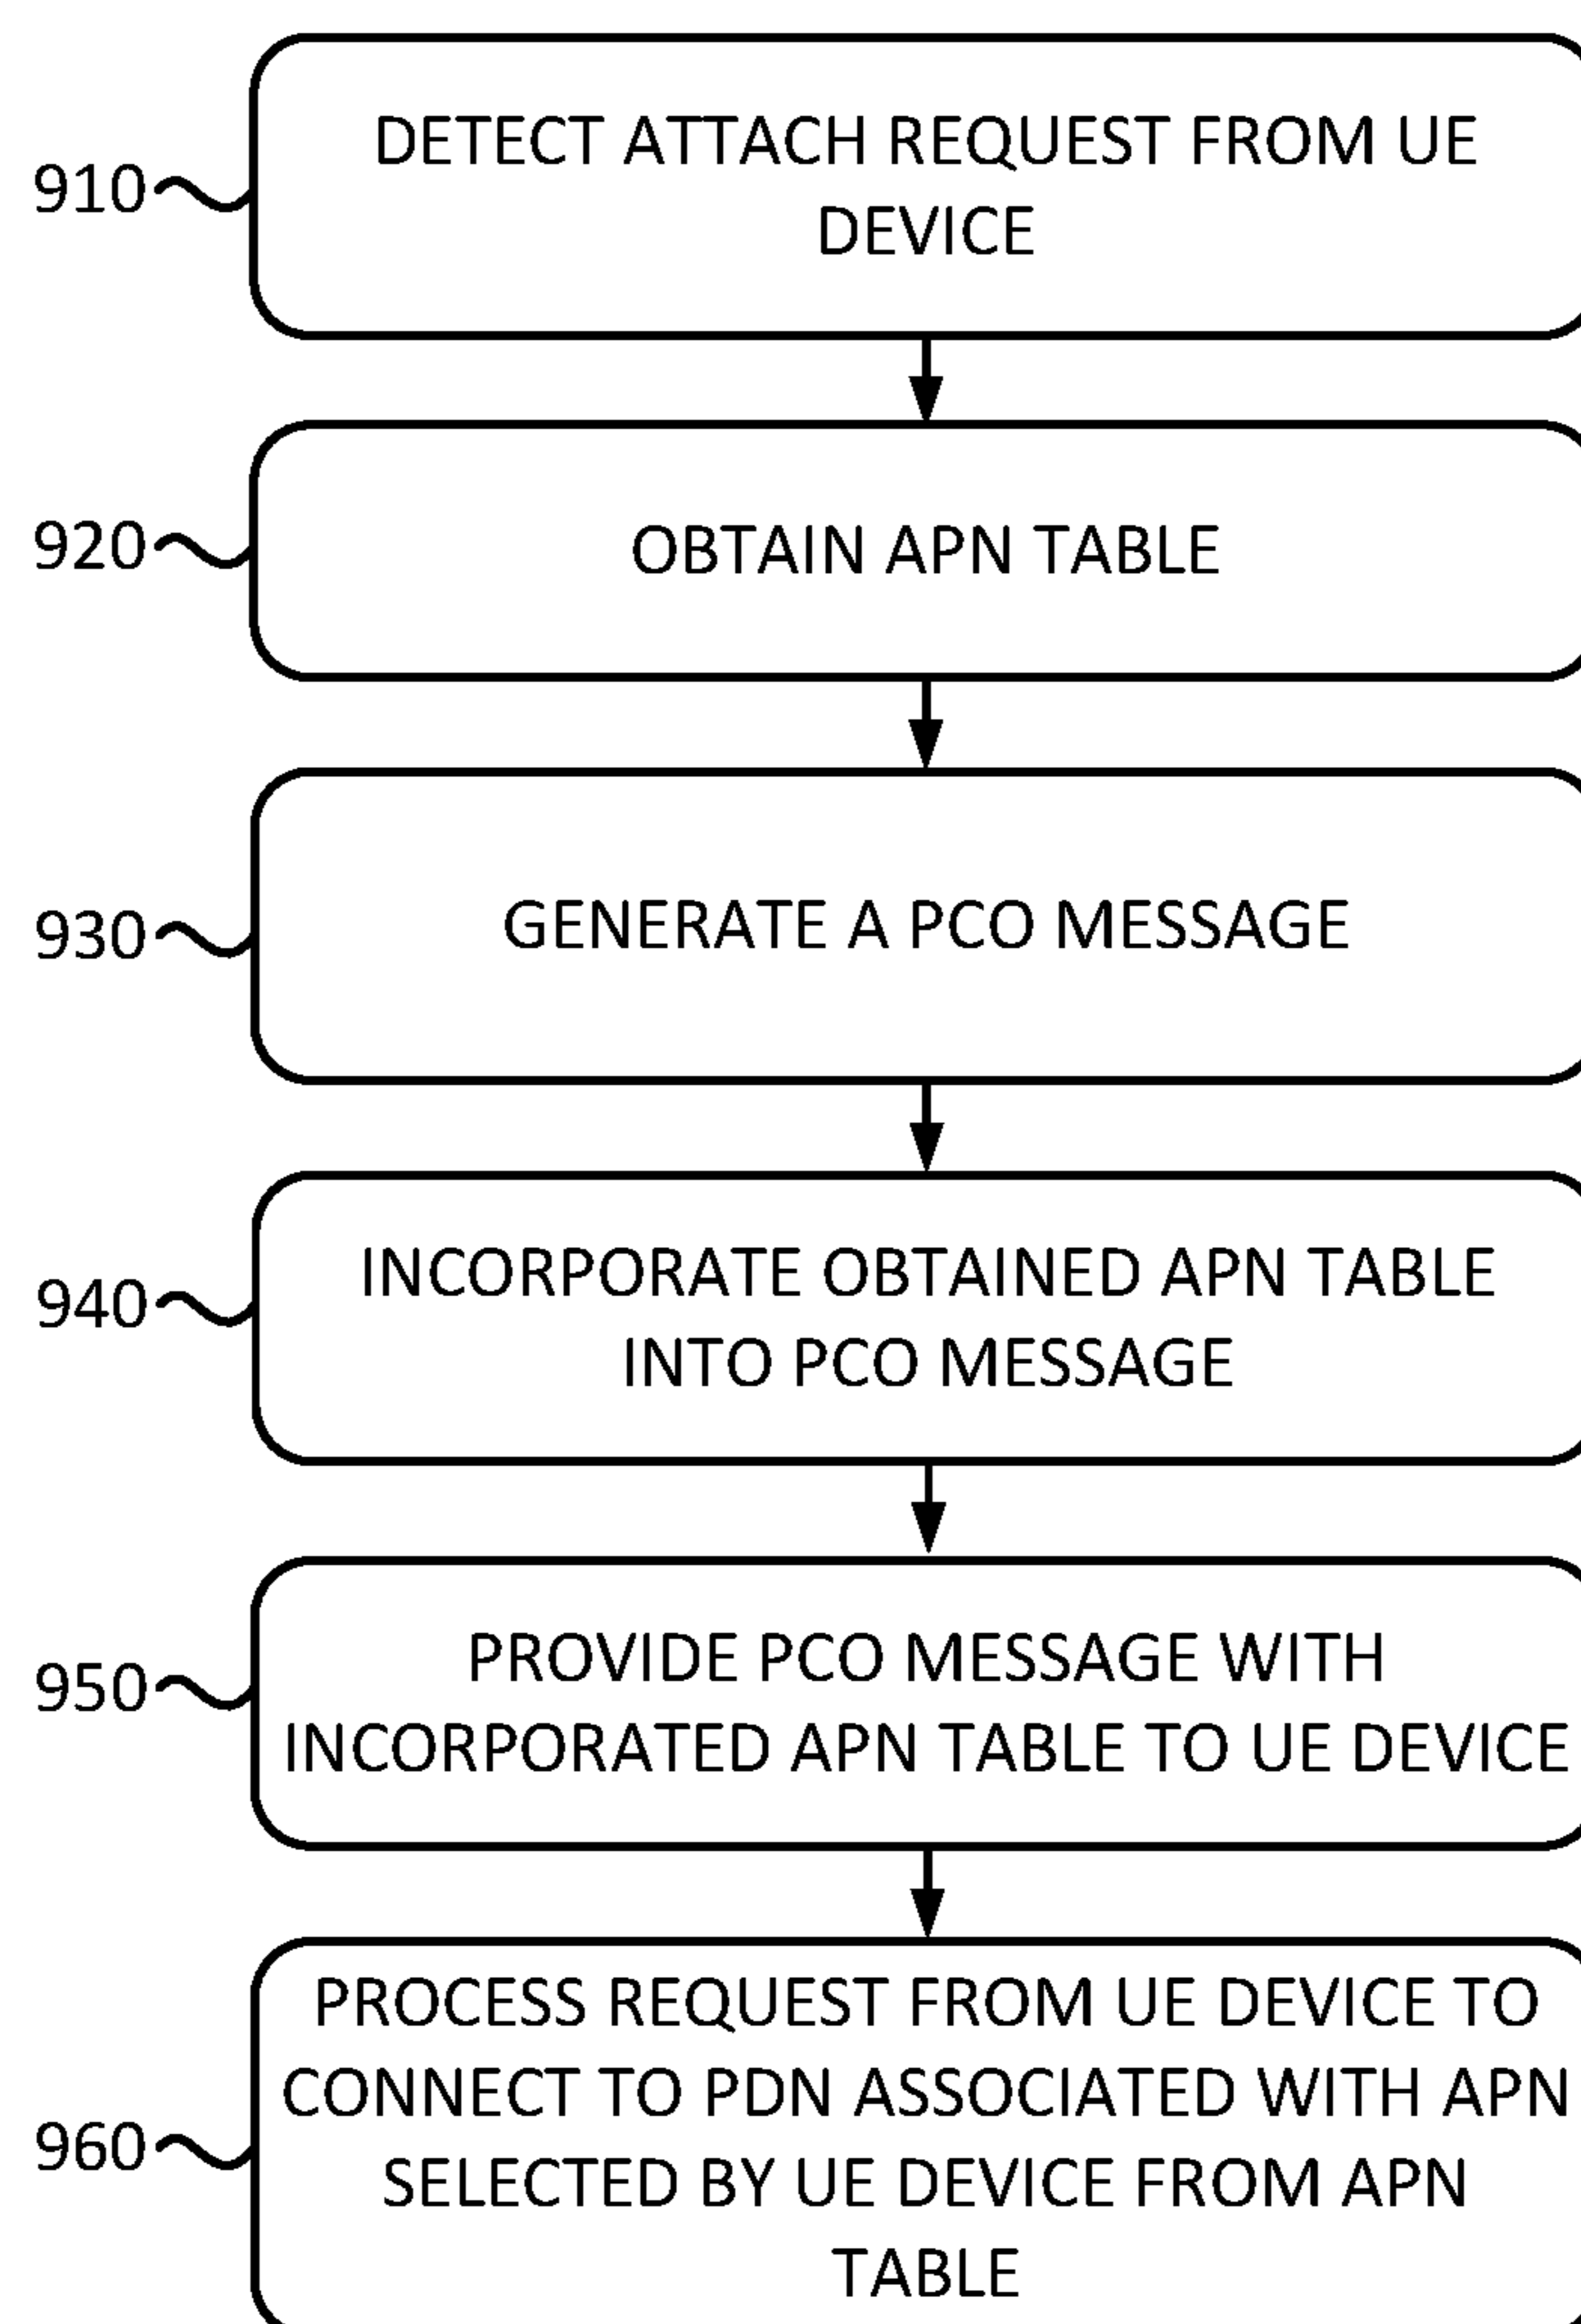 DETECT ATTACH REQUEST FROM UE
DEVICE
910
OBTAIN APN TABLE
920
GENERATE A PCO MESSAGE
930
INCORPORATE OBTAINED APN TABLE
INTO PCO MESSAGE
940
PROVIDE PCO MESSAGE WITH
INCORPORATED APN TABLE TO UE DEVICE
950
PROCESS REQUEST FROM UE DEVICE TO
CONNECT TO PDN ASSOCIATED WITH APN
SELECTED BY UE DEVICE FROM APN
TABLE
960